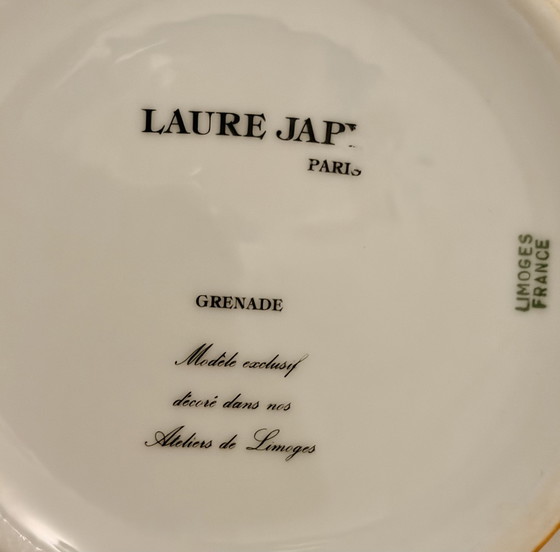 LAURE JAP
PARIS
GRENADE
Modèle exclusif
décoré dans nos
Ateliers de Limoges
LIMOGES
FRANCE